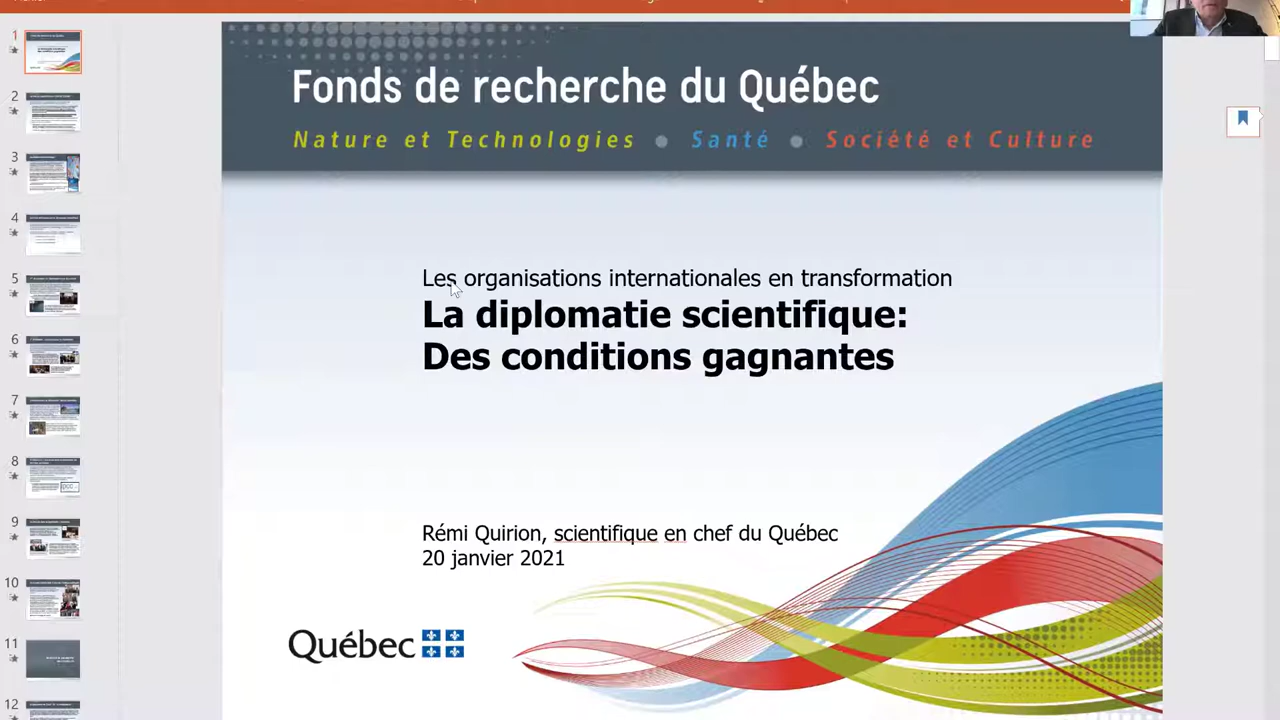 Fonds de recherche du Québec
Nature et Technologies ● Santé ● Société et Culture
Les organisations internationales en transformation
La diplomatie scientifique:
Des conditions gagnantes
Rémi Quirion, scientifique en chef du Québec
20 janvier 2021
Québec
1
2
3
4
5
6
7
8
9
10
11
12